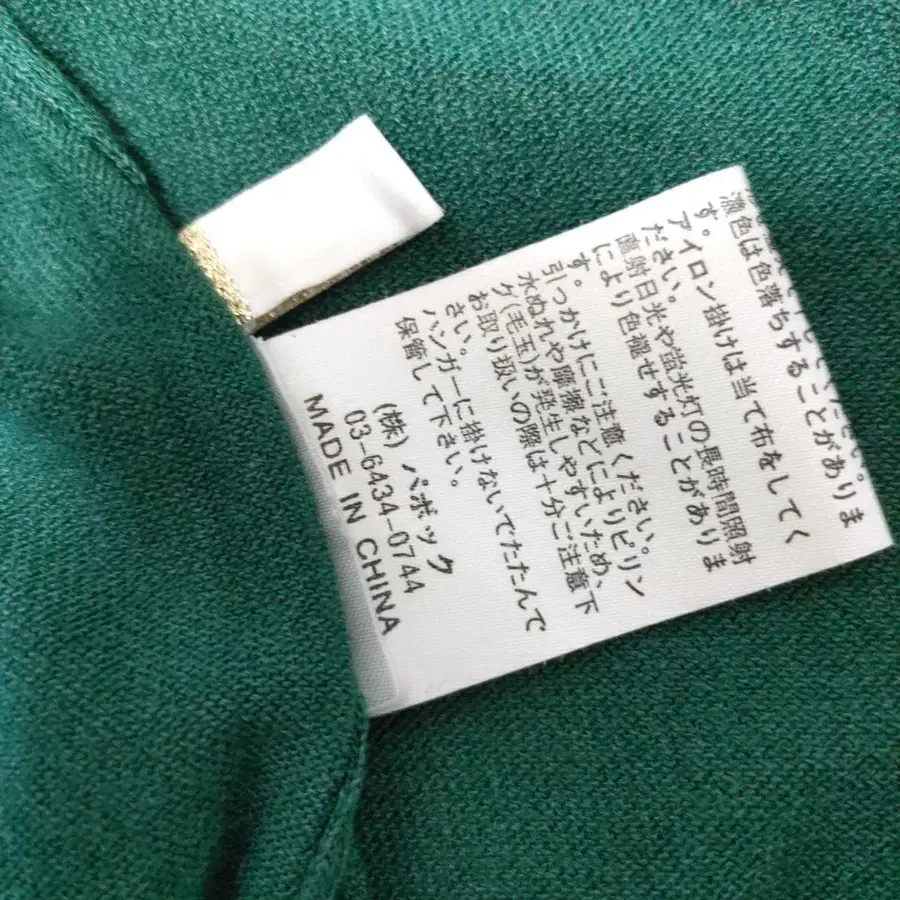 濃色は色落ちすることがありま
す。
アイロン掛けは当て布をしてく
ださい。
直射日光や蛍光灯の長時間照射
により色褪せすることがありま
す。
引っかけにご注意ください。
水ぬれや摩擦などによりピリン
グ(毛玉)が発生しやすいため、
お取り扱いの際は十分ご注意下
さい。
ハンガーに掛けないでたたんで
保管して下さい。
(株)バボック
03-6434-0744
MADE IN CHINA